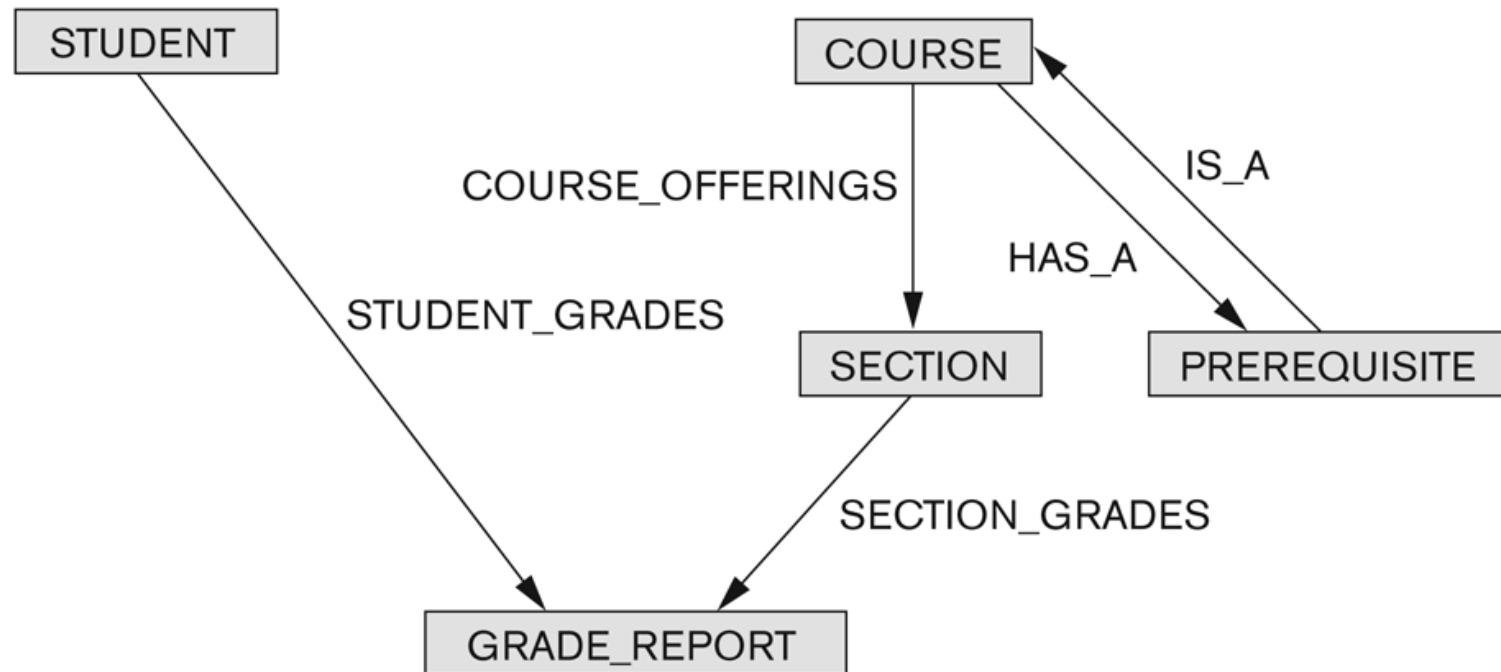 STUDENT
COURSE
IS_A
COURSE_OFFERINGS
HAS_A
STUDENT_GRADES
SECTION
PREREQUISITE
SECTION_GRADES
GRADE_REPORT